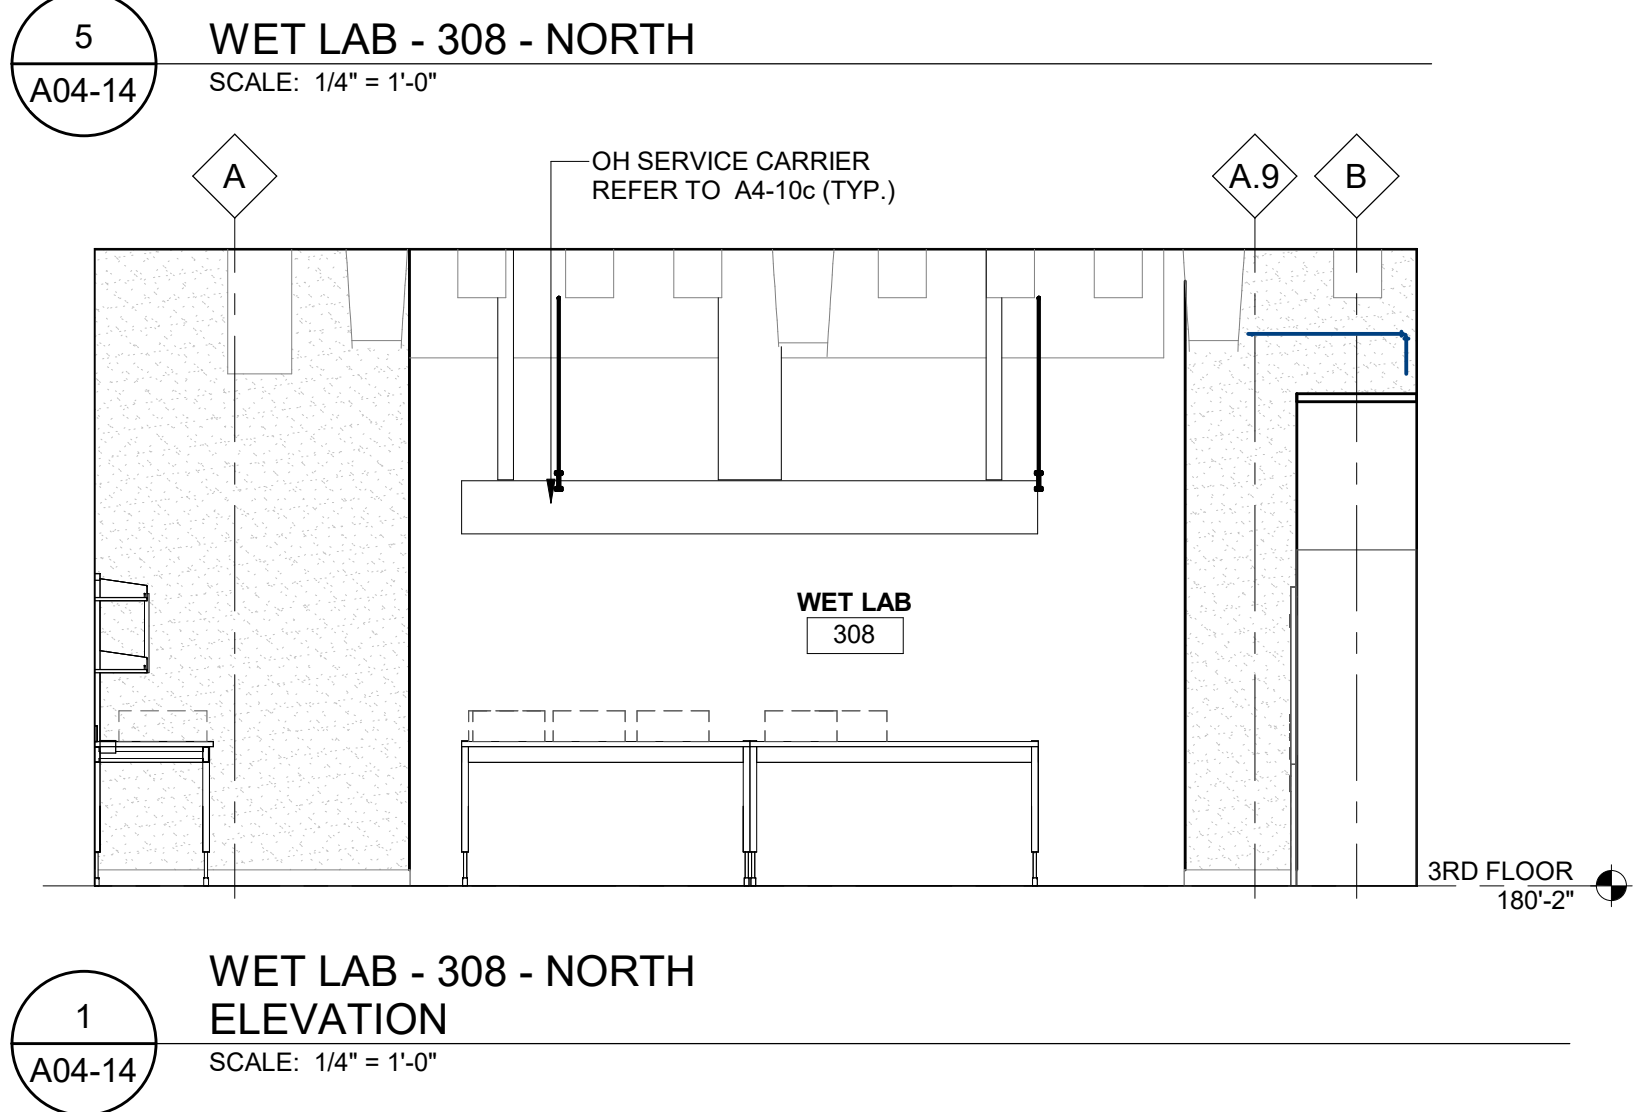 5
A04-14
WET LAB - 308 - NORTH
SCALE:  1/4" = 1'-0"
A
OH SERVICE CARRIER
REFER TO  A4-10c (TYP.)
A.9
B
WET LAB
308
3RD FLOOR
180'-2"
1
A04-14
WET LAB - 308 - NORTH
ELEVATION
SCALE:  1/4" = 1'-0"